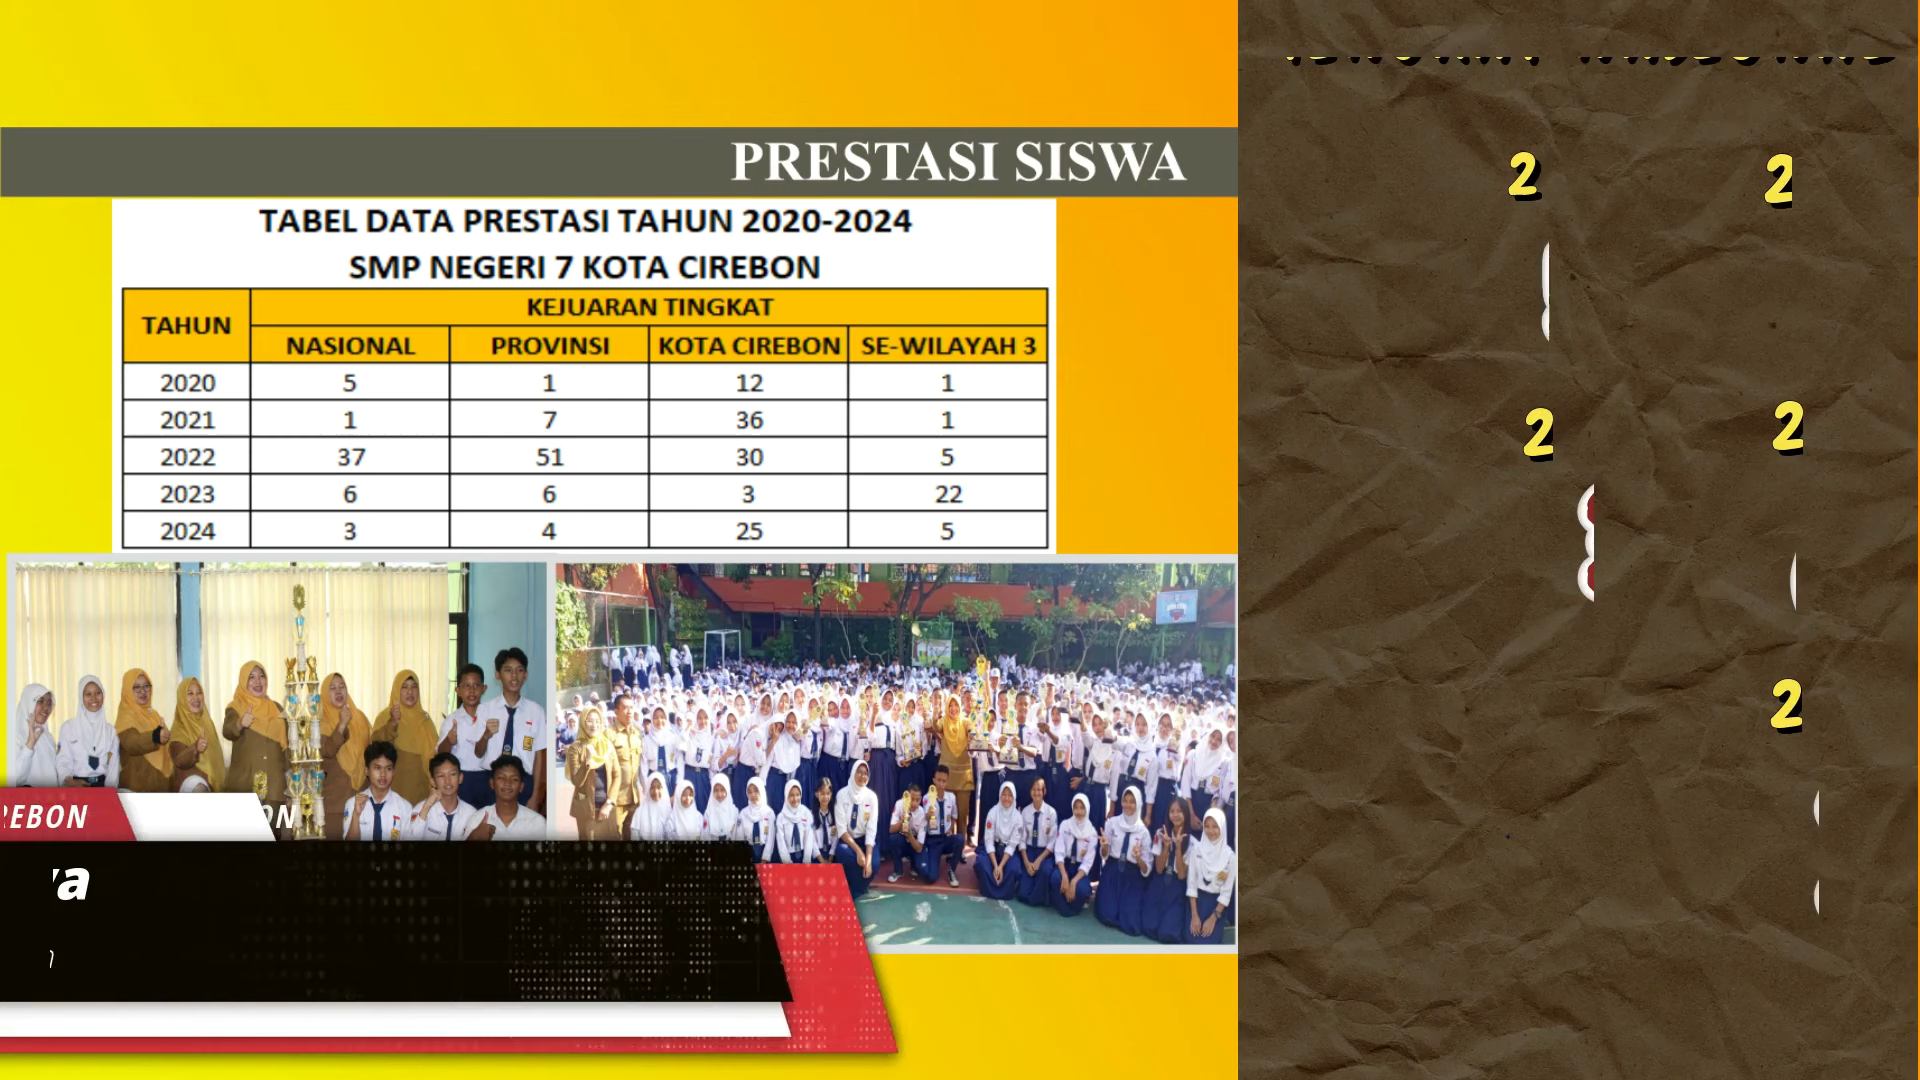 PRESTASI SISWA
TABEL DATA PRESTASI TAHUN 2020-2024
SMP NEGERI 7 KOTA CIREBON
TAHUN KEJUARAN TINGKAT
NASIONAL PROVINSI KOTA CIREBON SE-WILAYAH 3
2020 5 1 12 1
2021 1 7 36 1
2022 37 51 30 5
2023 6 6 3 22
2024 3 4 25 5
2 2
2 2
2